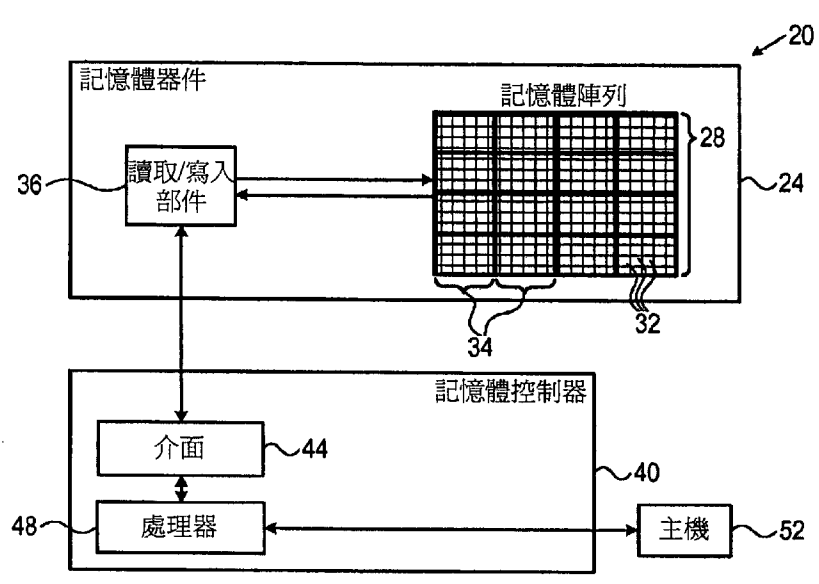 20
記憶體器件
記憶體陣列
28
讀取/寫入
部件
36
24
34
32
記憶體控制器
介面
44
40
處理器
48
主機
52